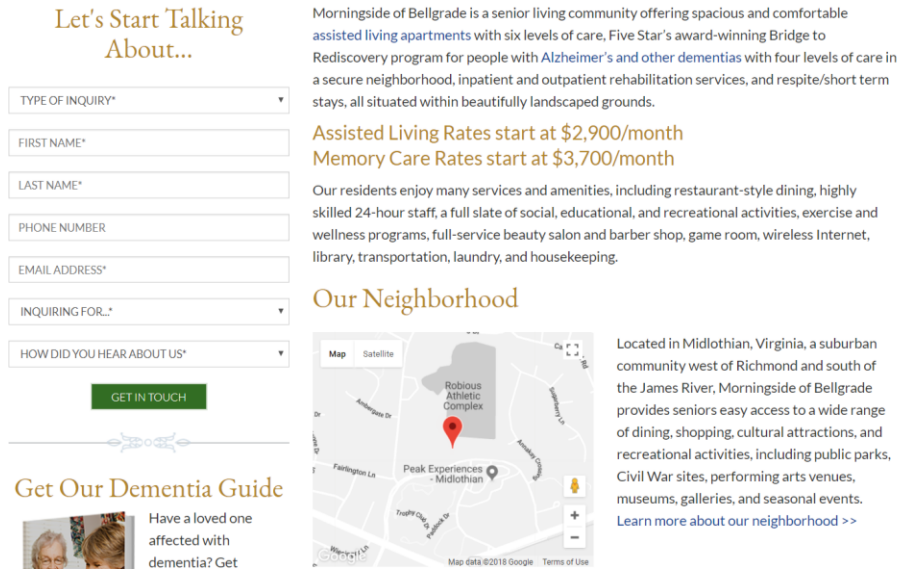 Let's Start Talking
About...
TYPE OF INQUIRY*
FIRST NAME*
LAST NAME*
PHONE NUMBER
EMAIL ADDRESS*
INQUIRING FOR...*
HOW DID YOU HEAR ABOUT US*
GET IN TOUCH
Get Our Dementia Guide
Have a loved one
affected with
dementia? Get
Morningside of Bellgrade is a senior living community offering spacious and comfortable
assisted living apartments with six levels of care, Five Star's award-winning Bridge to
Rediscovery program for people with Alzheimer's and other dementias with four levels of care in
a secure neighborhood, inpatient and outpatient rehabilitation services, and respite/short term
stays, all situated within beautifully landscaped grounds.
Assisted Living Rates start at $2,900/month
Memory Care Rates start at $3,700/month
Our residents enjoy many services and amenities, including restaurant-style dining, highly
skilled 24-hour staff, a full slate of social, educational, and recreational activities, exercise and
wellness programs, full-service beauty salon and barber shop, game room, wireless Internet,
library, transportation, laundry, and housekeeping.
Our Neighborhood
Map Satellite
Robious
Athletic
Complex
Ambergate Dr
Sugarberry Ln
Fairlington Ln
Peak Experiences
- Midlothian
Trophy Club Dr
Paddock Dr
Google
Map data ©2018 Google Terms of Use
Located in Midlothian, Virginia, a suburban
community west of Richmond and south of
the James River, Morningside of Bellgrade
provides seniors easy access to a wide range
of dining, shopping, cultural attractions, and
recreational activities, including public parks,
Civil War sites, performing arts venues,
museums, galleries, and seasonal events.
Learn more about our neighborhood >>